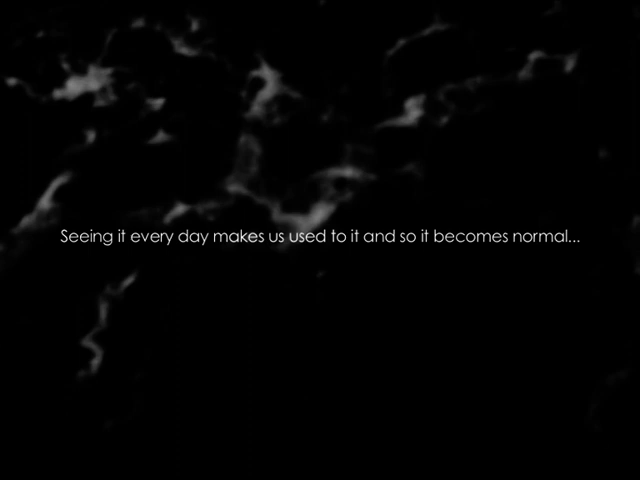 Seeing it every day makes us used to it and so it becomes normal...